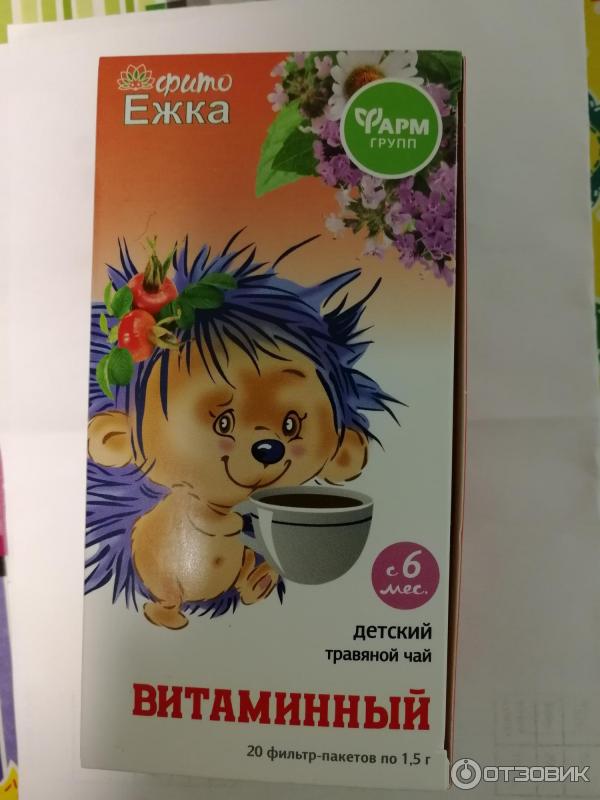 фито
Ежка
ФАРМ
ГРУПП
с 6
мес.
детский
травяной чай
ВИТАМИННЫЙ
20 фильтр-пакетов по 1,5 г
ОТЗОВИК